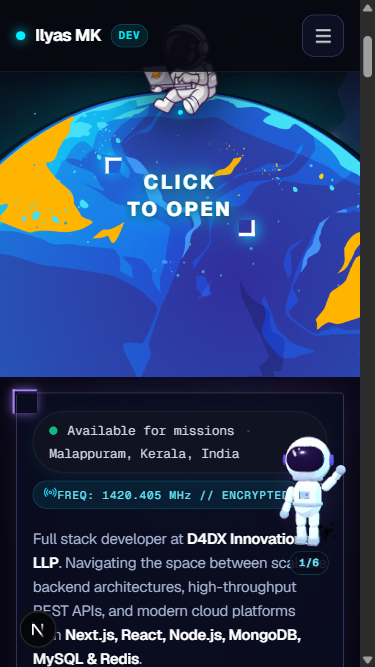 Ilyas MK DEV
CLICK
TO OPEN
Available for missions ·
Malappuram, Kerala, India
FREQ: 1420.405 MHz // ENCRYPTED
Full stack developer at D4DX
LLP. Navigating the space between
1/6
backend architectures, high-throughput
REST APIs, and modern cloud platforms
Next.js, React, Node.js, MongoDB,
MySQL & Redis.
N